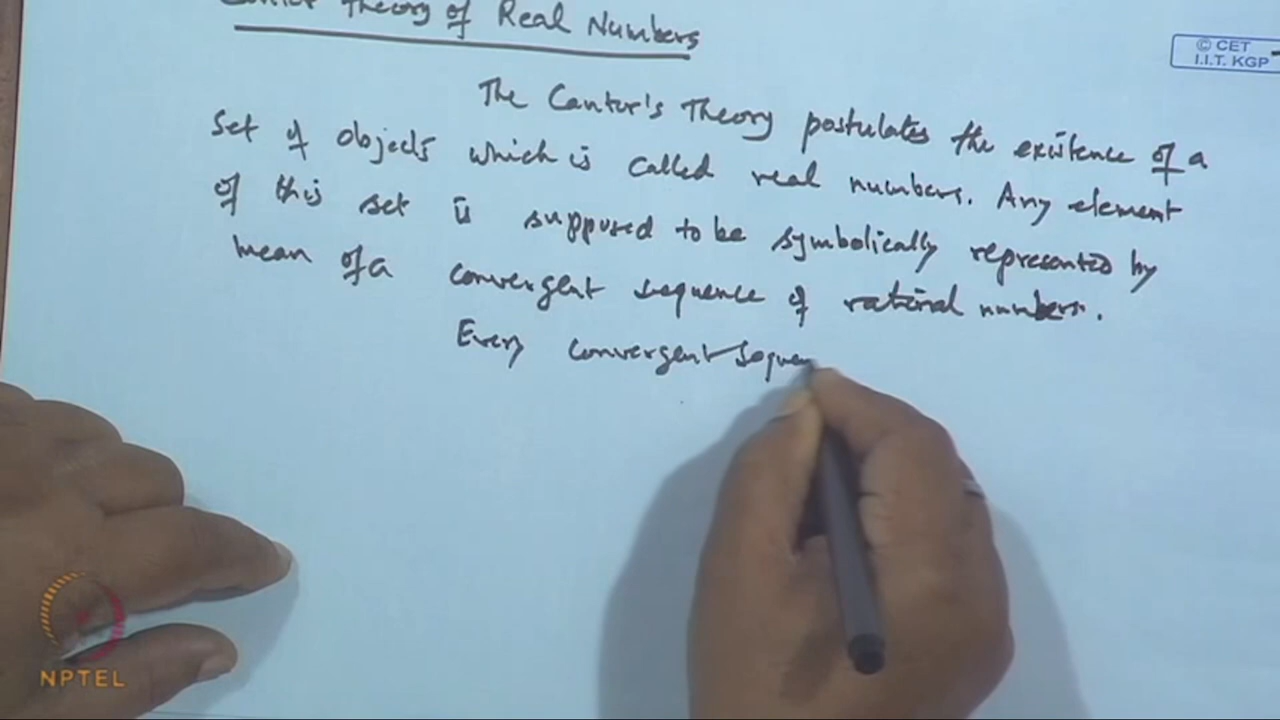 Cantor Theory of Real Numbers
© CET
I.I.T. KGP
The Cantor's Theory postulates the existence of a
set of objects which is called real numbers. Any element
of this set is supposed to be symbolically represented by
mean of a convergent sequence of rational numbers.
Every convergent sequen
NPTEL